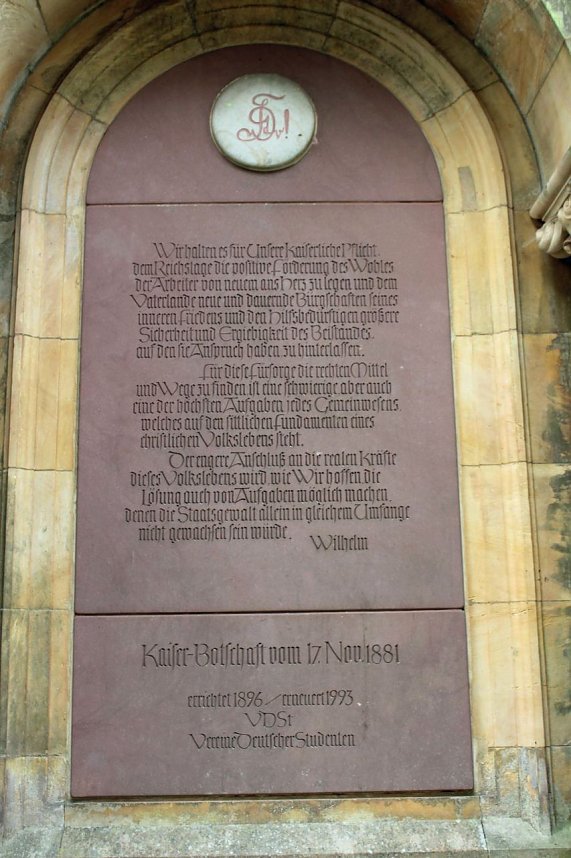 Wir halten es für Unsere Kaiserliche Pflicht.
dem Reichstage die positive Förderung des Wohles
der Arbeiter von neuem ans Herz zu legen und dem
Vaterlande neue und dauernde Bürgschaften seines
inneren Friedens und den Hilfsbedürftigen größere
Sicherheit und Ergiebigkeit des Beistandes.
auf den sie Anspruch haben zu hinterlassen.
Für diese Fürsorge die rechten Mittel
und Wege zu finden ist eine schwierige aber auch
eine der höchsten Aufgaben jedes Gemeinwesens.
welches auf den sittlichen Fundamenten eines
christlichen Volkslebens steht.
Der engere Anschluß an die realen Kräfte
dieses Volkslebens wird, wie Wir hoffen, die
Lösung auch von Aufgaben möglich machen.
denen die Staatsgewalt allein in gleichem Umfange
nicht gewachsen sein würde.
Wilhelm
Kaiser-Botschaft vom 17. Nov. 1881
errichtet 1896 – erneuert 1993
VDSt
Vereine Deutscher Studenten